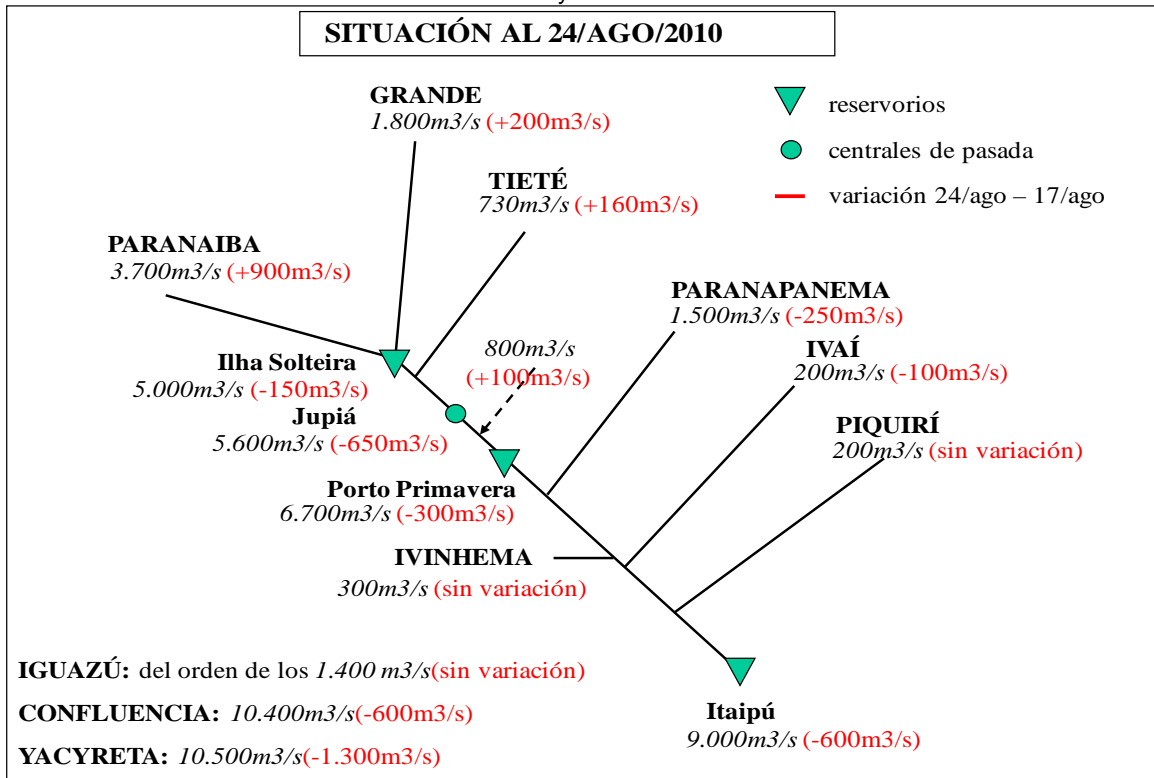 SITUACIÓN AL 24/AGO/2010
GRANDE
1.800m3/s (+200m3/s)
reservorios
centrales de pasada
variación 24/ago – 17/ago
TIETÉ
730m3/s (+160m3/s)
PARANAIBA
3.700m3/s (+900m3/s)
PARANAPANEMA
1.500m3/s (-250m3/s)
IVAÍ
200m3/s (-100m3/s)
800m3/s
(+100m3/s)
Ilha Solteira
5.000m3/s (-150m3/s)
Jupiá
5.600m3/s (-650m3/s)
PIQUIRÍ
200m3/s (sin variación)
Porto Primavera
6.700m3/s (-300m3/s)
IVINHEMA
300m3/s (sin variación)
IGUAZÚ: del orden de los 1.400 m3/s(sin variación)
CONFLUENCIA: 10.400m3/s(-600m3/s)
YACYRETA: 10.500m3/s(-1.300m3/s)
Itaipú
9.000m3/s (-600m3/s)